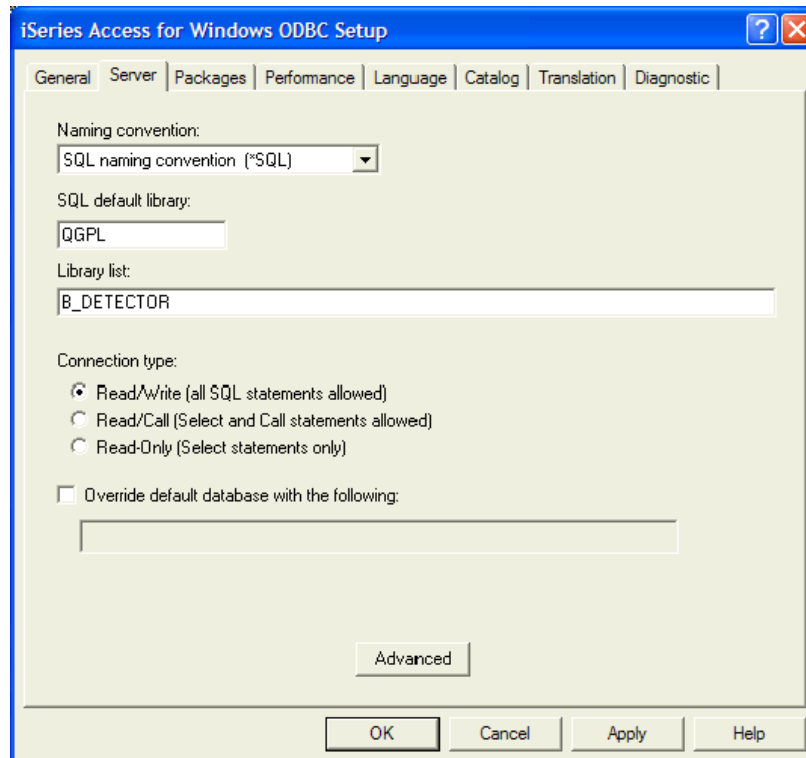 iSeries Access for Windows ODBC Setup
General Server Packages Performance Language Catalog Translation Diagnostic
Naming convention:
SQL naming convention (*SQL)
SQL default library:
QGPL
Library list:
B_DETECTOR
Connection type:
Read/Write (all SQL statements allowed)
Read/Call (Select and Call statements allowed)
Read-Only (Select statements only)
Override default database with the following:
Advanced
OK Cancel Apply Help